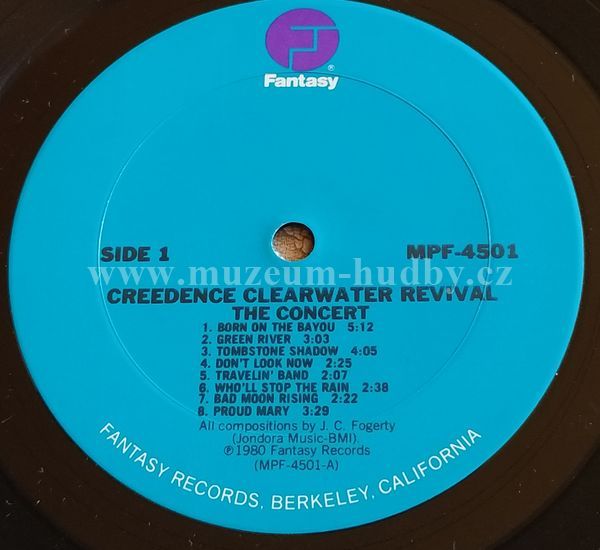 Fantasy®
SIDE 1
MPF-4501
www.muzeum-hudby.cz
CREEDENCE CLEARWATER REVIVAL
THE CONCERT
1. BORN ON THE BAYOU 5:12
2. GREEN RIVER 3:03
3. TOMBSTONE SHADOW 4:05
4. DON'T LOOK NOW 2:25
5. TRAVELIN' BAND 2:07
6. WHO'LL STOP THE RAIN 2:38
7. BAD MOON RISING 2:22
8. PROUD MARY 3:29
All compositions by J. C. Fogerty
(Jondora Music-BMI).
℗1980 Fantasy Records
(MPF-4501-A)
FANTASY RECORDS, BERKELEY, CALIFORNIA